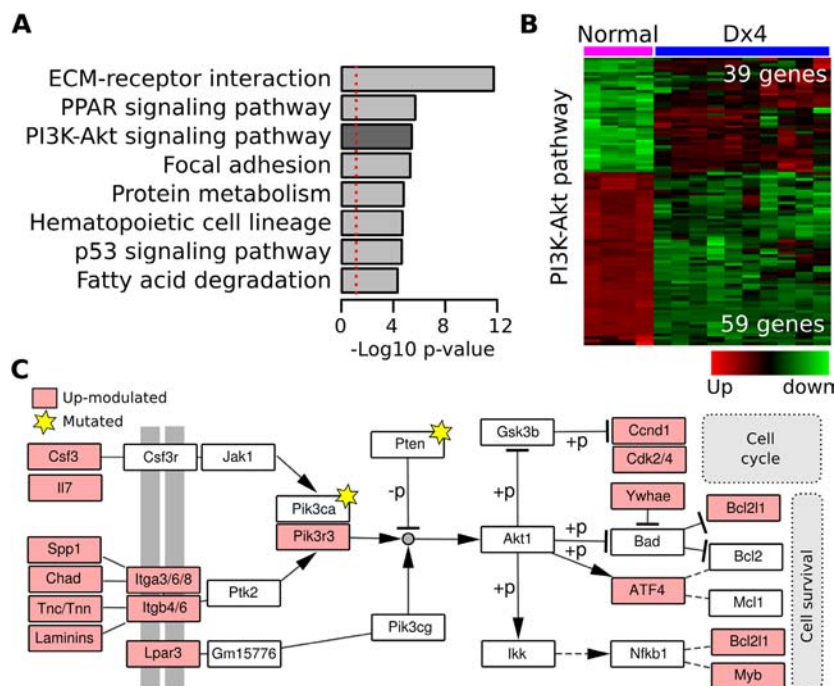 A
ECM-receptor interaction
PPAR signaling pathway
PI3K-Akt signaling pathway
Focal adhesion
Protein metabolism
Hematopoietic cell lineage
p53 signaling pathway
Fatty acid degradation
0 4 8 12
-Log10 p-value
B
Normal Dx4
PI3K-Akt pathway
39 genes
59 genes
Up down
C
Up-modulated
Mutated
Csf3
Il7
Csf3r
Jak1
Pik3ca
Pik3r3
Pten
-p
Spp1
Chad
Tnc/Tnn
Laminins
Itga3/6/8
Itgb4/6
Ptk2
Lpar3
Gm15776
Pik3cg
Akt1
+p
Gsk3b
+p
Ccnd1
Cdk2/4
Cell
cycle
Ywhae
+p
+p
Bad
Bcl2l1
Bcl2
ATF4
Mcl1
+p
Ikk
Nfkb1
Bcl2l1
Myb
Cell survival